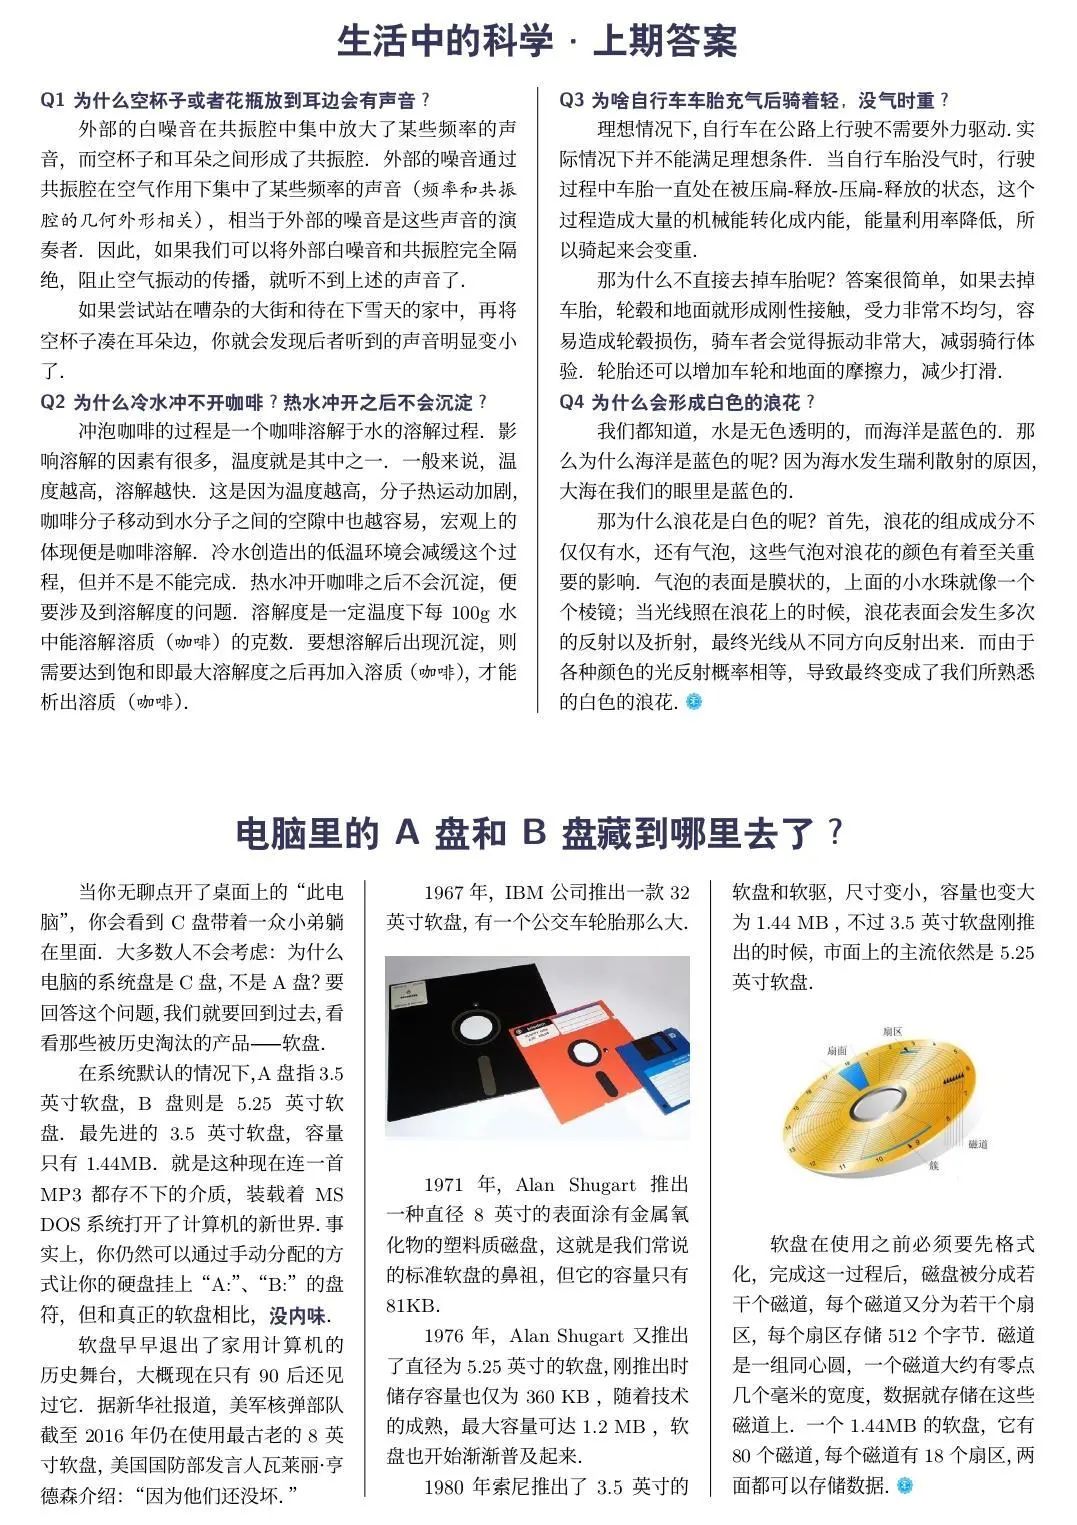 生活中的科学 · 上期答案
Q1 为什么空杯子或者花瓶放到耳边会有声音？
外部的白噪音在共振腔中集中放大了某些频率的声
音，而空杯子和耳朵之间形成了共振腔．外部的噪音通过
共振腔在空气作用下集中了某些频率的声音（频率和共振
腔的几何外形相关），相当于外部的噪音是这些声音的演
奏者．因此，如果我们可以将外部白噪音和共振腔完全隔
绝，阻止空气振动的传播，就听不到上述的声音了．
如果尝试站在嘈杂的大街和待在下雪天的家中，再将
空杯子凑在耳朵边，你就会发现后者听到的声音明显变小
了．
Q2 为什么冷水冲不开咖啡？热水冲开之后不会沉淀？
冲泡咖啡的过程是一个咖啡溶解于水的溶解过程．影
响溶解的因素有很多，温度就是其中之一．一般来说，温
度越高，溶解越快．这是因为温度越高，分子热运动加剧，
咖啡分子移动到水分子之间的空隙中也越容易，宏观上的
体现便是咖啡溶解．冷水创造出的低温环境会减缓这个过
程，但并不是不能完成．热水冲开咖啡之后不会沉淀，便
要涉及到溶解度的问题．溶解度是一定温度下每 100g 水
中能溶解溶质（咖啡）的克数．要想溶解后出现沉淀，则
需要达到饱和即最大溶解度之后再加入溶质（咖啡），才能
析出溶质（咖啡）．
Q3 为啥自行车车胎充气后骑着轻，没气时重？
理想情况下，自行车在公路上行驶不需要外力驱动．实
际情况下并不能满足理想条件．当自行车胎没气时，行驶
过程中车胎一直处在被压扁-释放-压扁-释放的状态，这个
过程造成大量的机械能转化成内能，能量利用率降低，所
以骑起来会变重．
那为什么不直接去掉车胎呢？答案很简单，如果去掉
车胎，轮毂和地面就形成刚性接触，受力非常不均匀，容
易造成轮毂损伤，骑车者会觉得振动非常大，减弱骑行体
验．轮胎还可以增加车轮和地面的摩擦力，减少打滑．
Q4 为什么会形成白色的浪花？
我们都知道，水是无色透明的，而海洋是蓝色的．那
么为什么海洋是蓝色的呢？因为海水发生瑞利散射的原因，
大海在我们的眼里是蓝色的．
那为什么浪花是白色的呢？首先，浪花的组成成分不
仅仅有水，还有气泡，这些气泡对浪花的颜色有着至关重
要的影响．气泡的表面是膜状的，上面的小水珠就像一个
个棱镜；当光线照在浪花上的时候，浪花表面会发生多次
的反射以及折射，最终光线从不同方向反射出来．而由于
各种颜色的光反射概率相等，导致最终变成了我们所熟悉
的白色的浪花．
电脑里的 A 盘和 B 盘藏到哪里去了？
当你无聊点开了桌面上的“此电
脑”，你会看到 C 盘带着一众小弟躺
在里面．大多数人不会考虑：为什么
电脑的系统盘是 C 盘，不是 A 盘？要
回答这个问题，我们就要回到过去，看
看那些被历史淘汰的产品——软盘．
在系统默认的情况下，A 盘指 3.5
英寸软盘，B 盘则是 5.25 英寸软
盘．最先进的 3.5 英寸软盘，容量
只有 1.44MB．就是这种现在连一首
MP3 都存不下的介质，装载着 MS
DOS 系统打开了计算机的新世界．事
实上，你仍然可以通过手动分配的方
式让你的硬盘挂上“A:”、“B:”的盘
符，但和真正的软盘相比，没内味．
软盘早早退出了家用计算机的
历史舞台，大概现在只有 90 后还见
过它．据新华社报道，美军核弹部队
截至 2016 年仍在使用最古老的 8 英
寸软盘，美国国防部发言人瓦莱丽·亨
德森介绍：“因为他们还没坏．”
1967 年，IBM 公司推出一款 32
英寸软盘，有一个公交车轮胎那么大．
1971 年，Alan Shugart 推出
一种直径 8 英寸的表面涂有金属氧
化物的塑料质磁盘，这就是我们常说
的标准软盘的鼻祖，但它的容量只有
81KB．
1976 年，Alan Shugart 又推出
了直径为 5.25 英寸的软盘，刚推出时
储存容量也仅为 360 KB ，随着技术
的成熟，最大容量可达 1.2 MB ，软
盘也开始渐渐普及起来．
1980 年索尼推出了 3.5 英寸的
软盘和软驱，尺寸变小，容量也变大
为 1.44 MB ，不过 3.5 英寸软盘刚推
出的时候，市面上的主流依然是 5.25
英寸软盘．
扇区
扇面
磁道
簇
软盘在使用之前必须要先格式
化，完成这一过程后，磁盘被分成若
干个磁道，每个磁道又分为若干个扇
区，每个扇区存储 512 个字节．磁道
是一组同心圆，一个磁道大约有零点
几个毫米的宽度，数据就存储在这些
磁道上．一个 1.44MB 的软盘，它有
80 个磁道，每个磁道有 18 个扇区，两
面都可以存储数据．